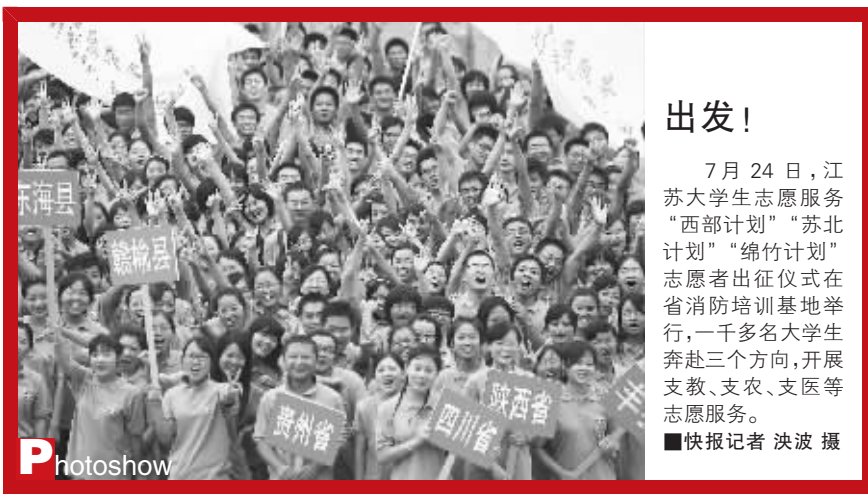 东海县
赣榆县
贵州省
四川省
陕西省
Photoshow
出发！
7月 24 日，江
苏大学生志愿服务
“西部计划”“苏北
计划”“绵竹计划”
志愿者出征仪式在
省消防培训基地举
行，一千多名大学生
奔赴三个方向，开展
支教、支农、支医等
志愿服务。
■快报记者 泱波 摄